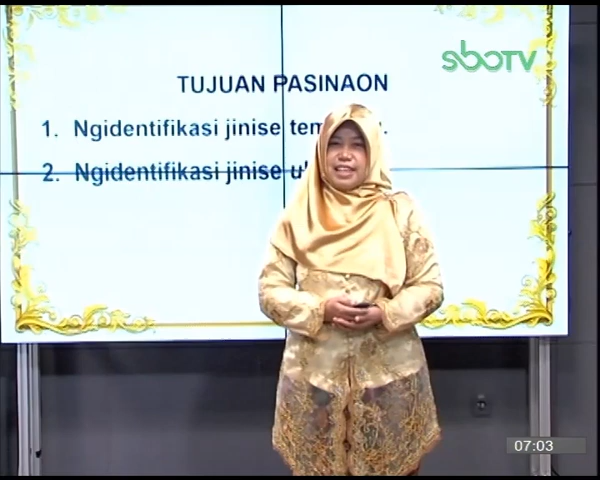 sboTV
TUJUAN PASINAON
1. Ngidentifikasi jinise
2. Ngidentifikasi jinise
07:03